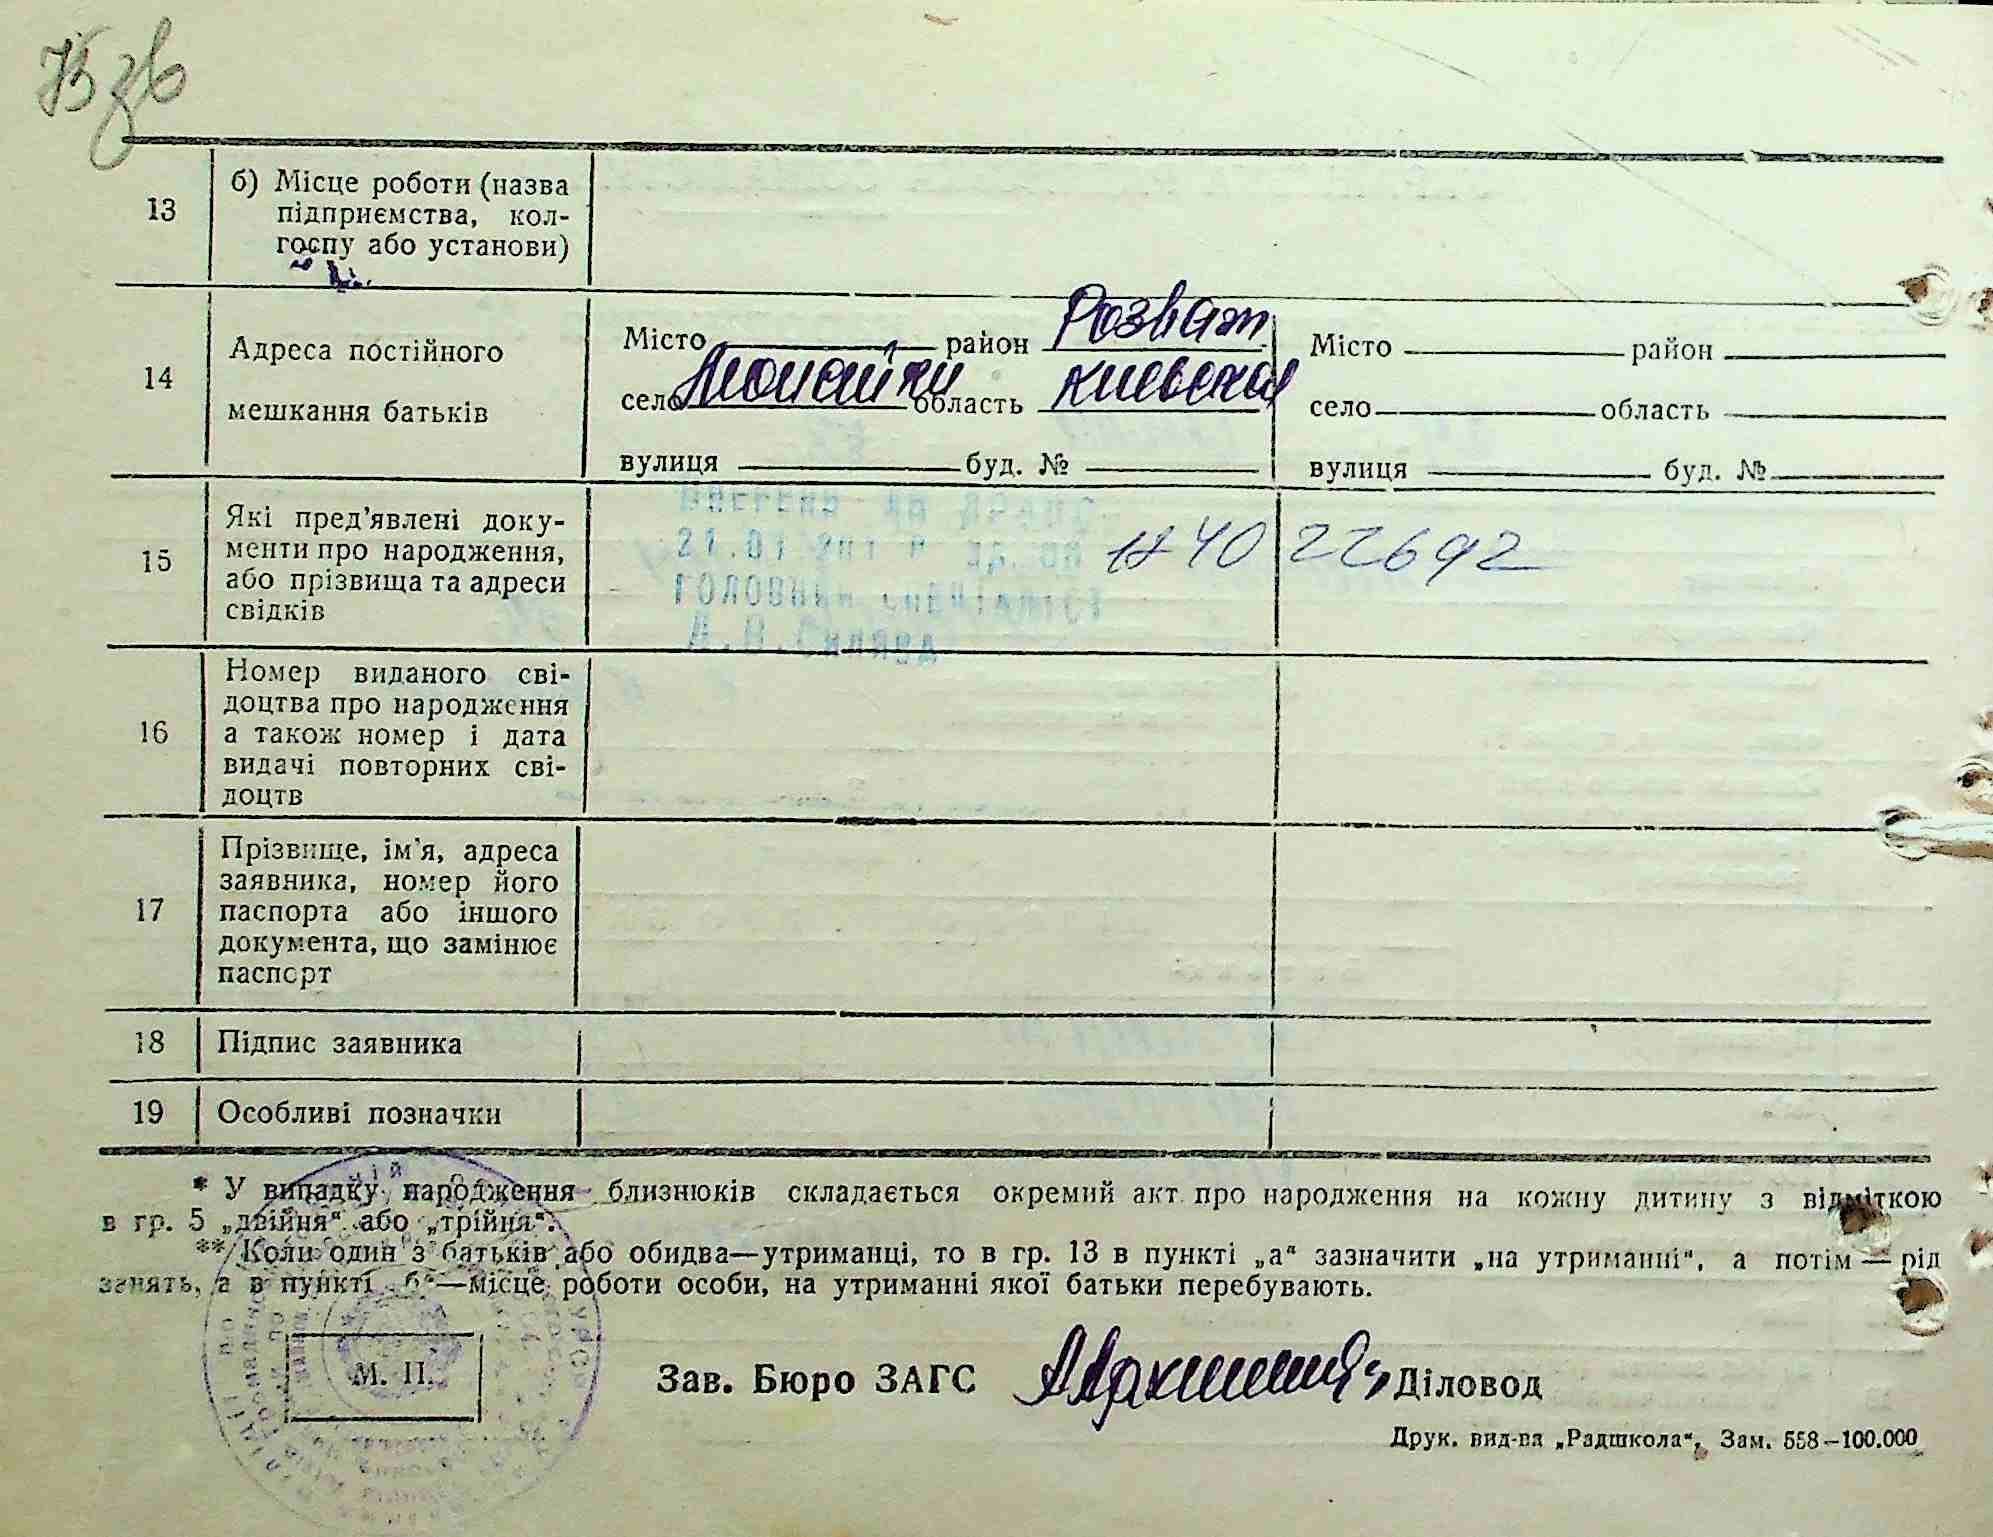 13
б) Місце роботи (назва
підприємства, кол-
госпу або установи)
14
Адреса постійного
мешкання батьків
Місто район Розваж
село область Киевская
вулиця буд. №
Місто район
село область
вулиця буд. №
15
Які пред'явлені доку-
менти про народження,
або прізвища та адреси
свідків
21.01
головний спеціаліст
1240 22692
16
Номер виданого сві-
доцтва про народження
а також номер і дата
видачі повторних сві-
доцтв
17
Прізвище, ім'я, адреса
заявника, номер його
паспорта або іншого
документа, що замінює
паспорт
18 Підпис заявника
19 Особливі позначки
* У випадку народження близнюків складається окремий акт про народження на кожну дитину з відміткою
в гр. 5 „двійня“ або „трійня“.
** Коли один з батьків або обидва—утриманці, то в гр. 13 в пункті „а“ зазначити „на утриманні“, а потім — рід
занять, а в пункті „б“—місце роботи особи, на утриманні якої батьки перебувають.
М. П.
Зав. Бюро ЗАГС Діловод
Друк. вид-ва „Радшкола“, Зам. 558—100.000